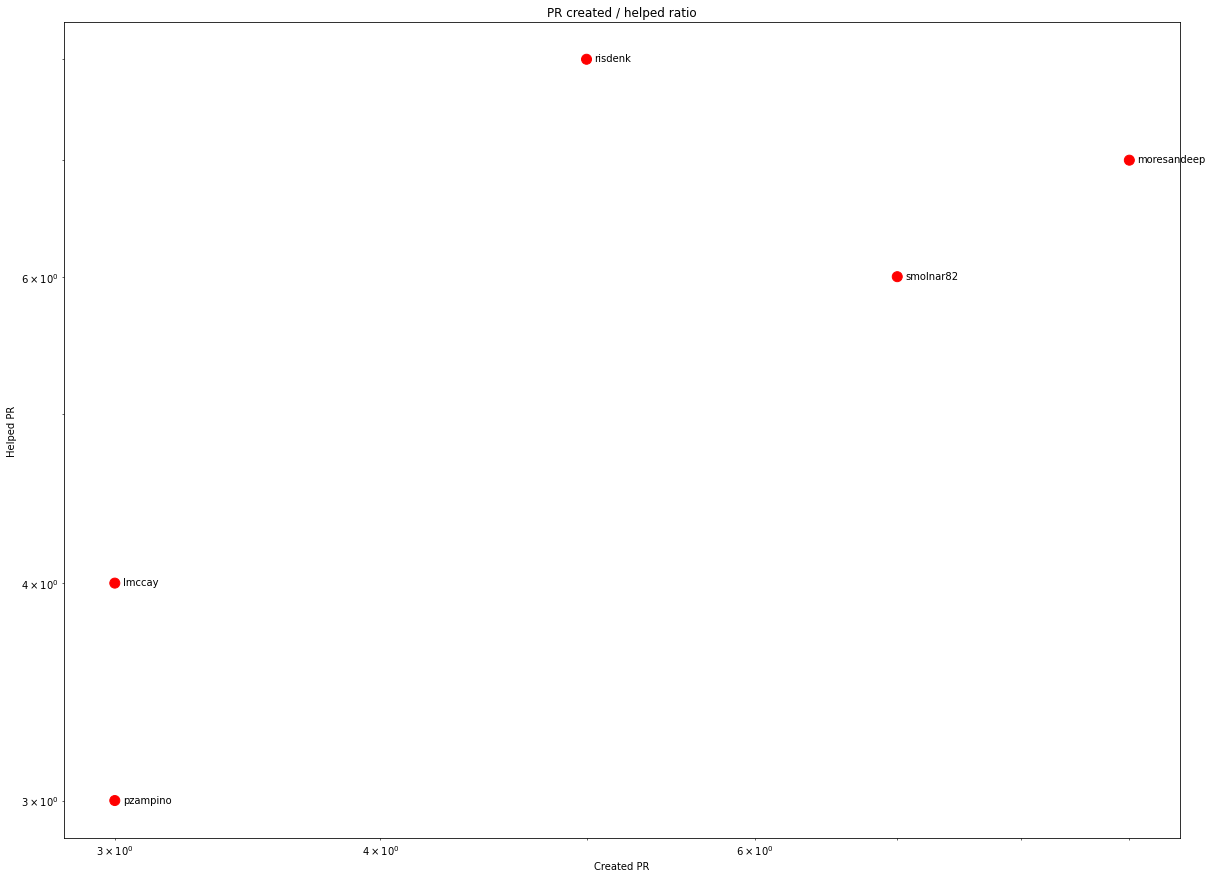 PR created / helped ratio
risdenk
moresandeep
6 × 10⁰
smolnar82
Helped PR
4 × 10⁰
lmccay
3 × 10⁰
pzampino
3 × 10⁰
4 × 10⁰
6 × 10⁰
Created PR